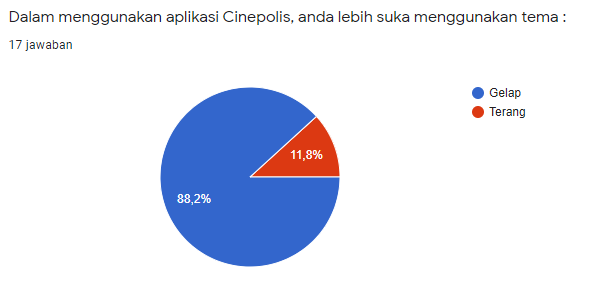 Dalam menggunakan aplikasi Cinepolis, anda lebih suka menggunakan tema :
17 jawaban
Gelap
Terang
11,8%
88,2%